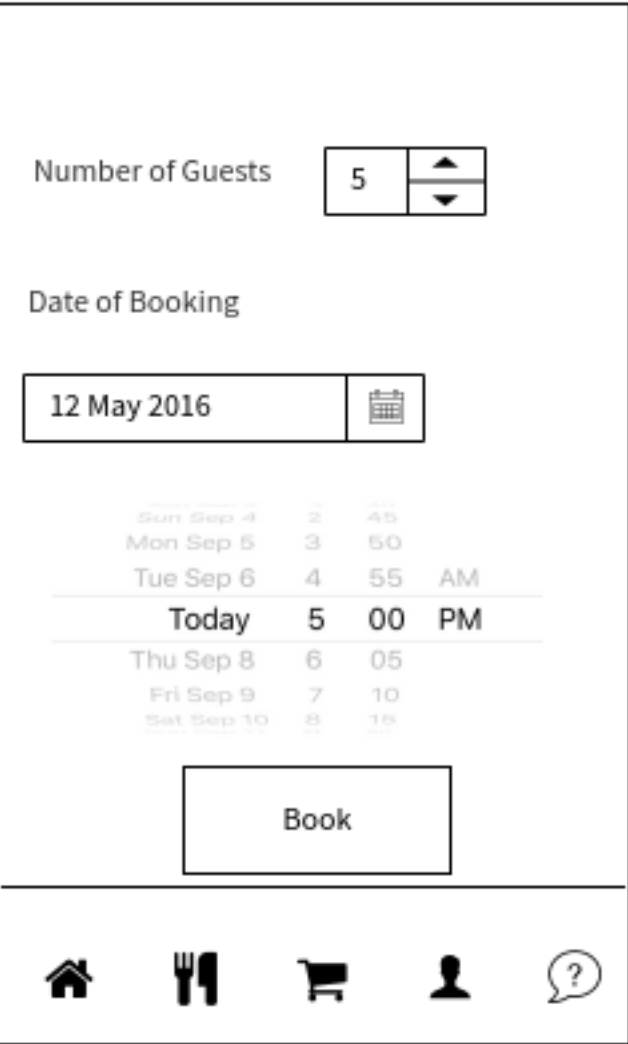 Number of Guests 5
Date of Booking
12 May 2016
Sun Sep 4 2 45
Mon Sep 5 3 50
Tue Sep 6 4 55 AM
Today 5 00 PM
Thu Sep 8 6 05
Fri Sep 9 7 10
Sat Sep 10 8 15
Book
?